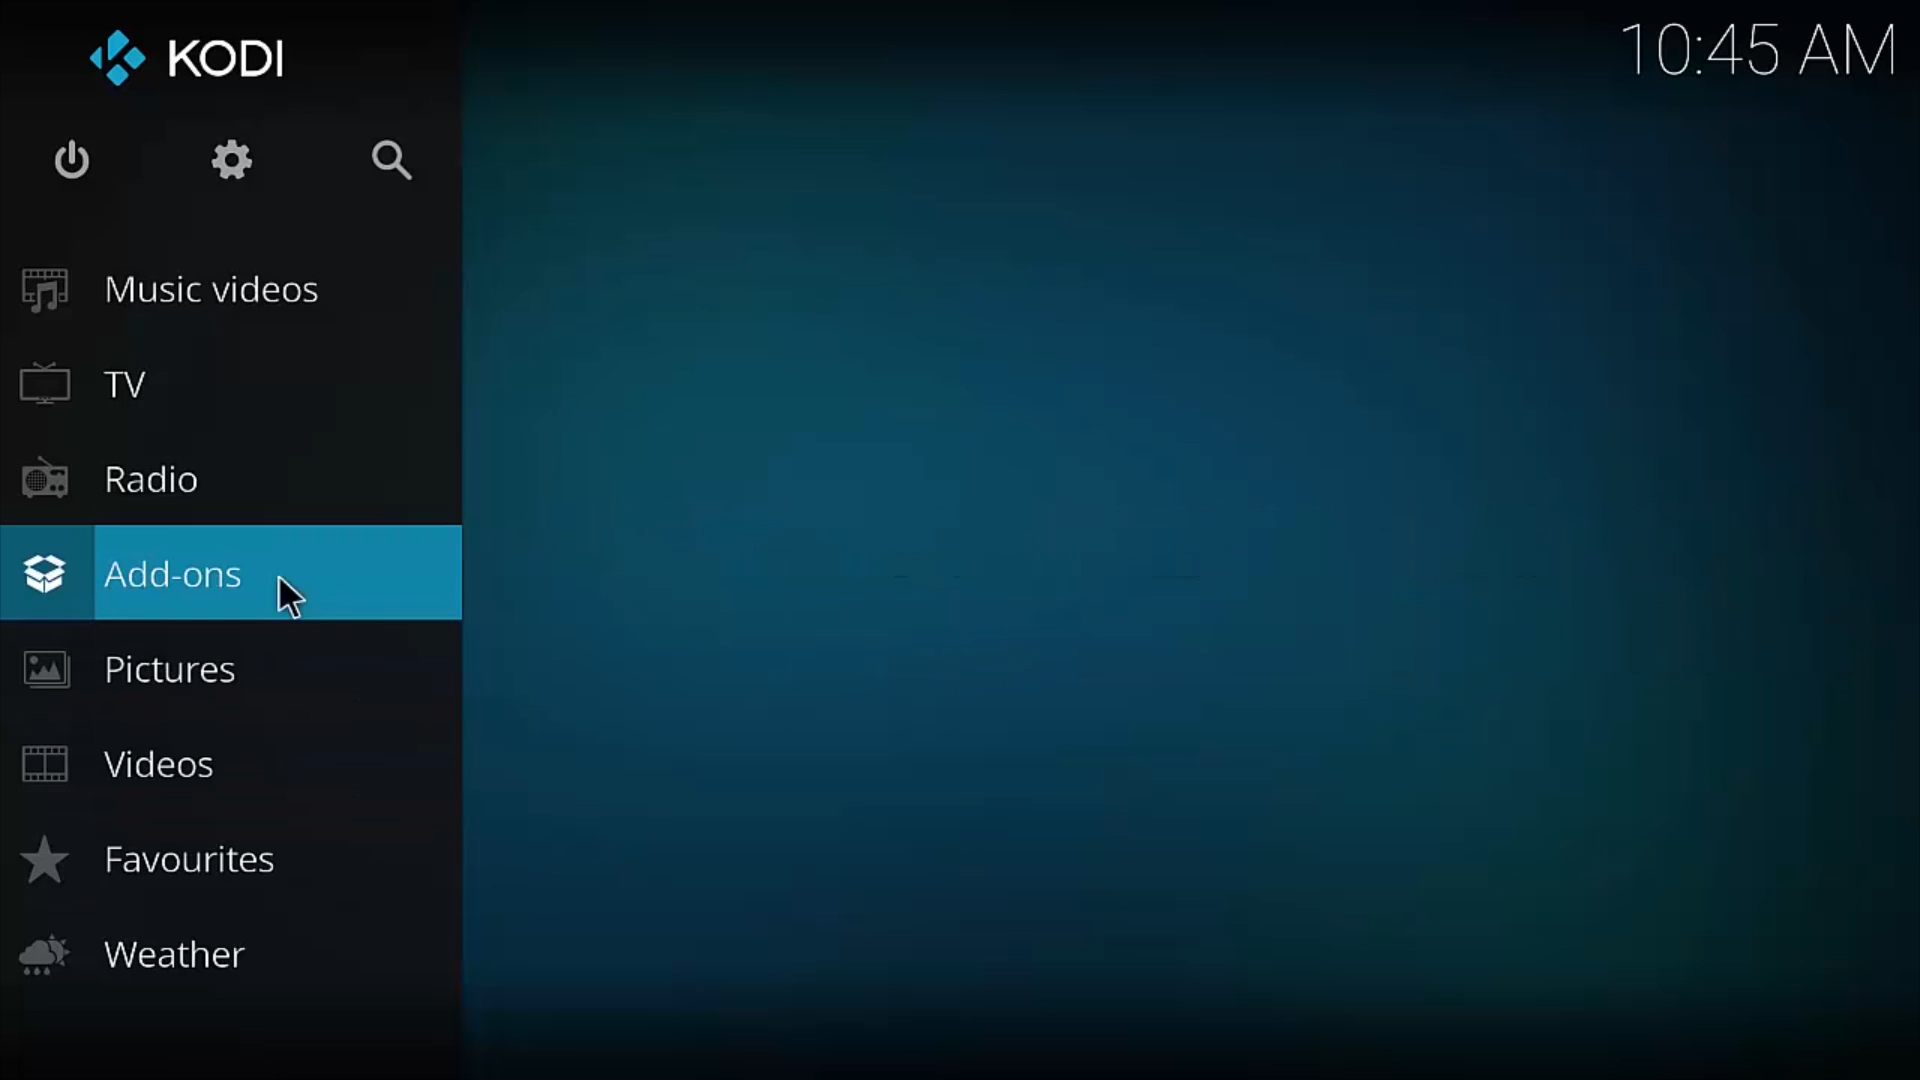 KODI
10:45 AM
Music videos
TV
Radio
Add-ons
Pictures
Videos
Favourites
Weather